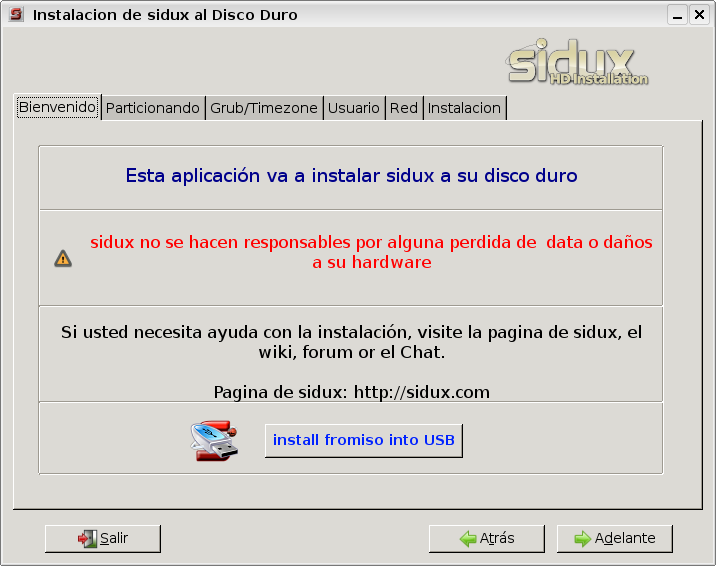 Instalacion de sidux al Disco Duro
sidux
HD-Installation
Bienvenido Particionando Grub/Timezone Usuario Red Instalacion
Esta aplicación va a instalar sidux a su disco duro
sidux no se hacen responsables por alguna perdida de  data o daños
a su hardware
Si usted necesita ayuda con la instalación, visite la pagina de sidux, el
wiki, forum or el Chat.
Pagina de sidux: http://sidux.com
install fromiso into USB
Salir Atrás Adelante